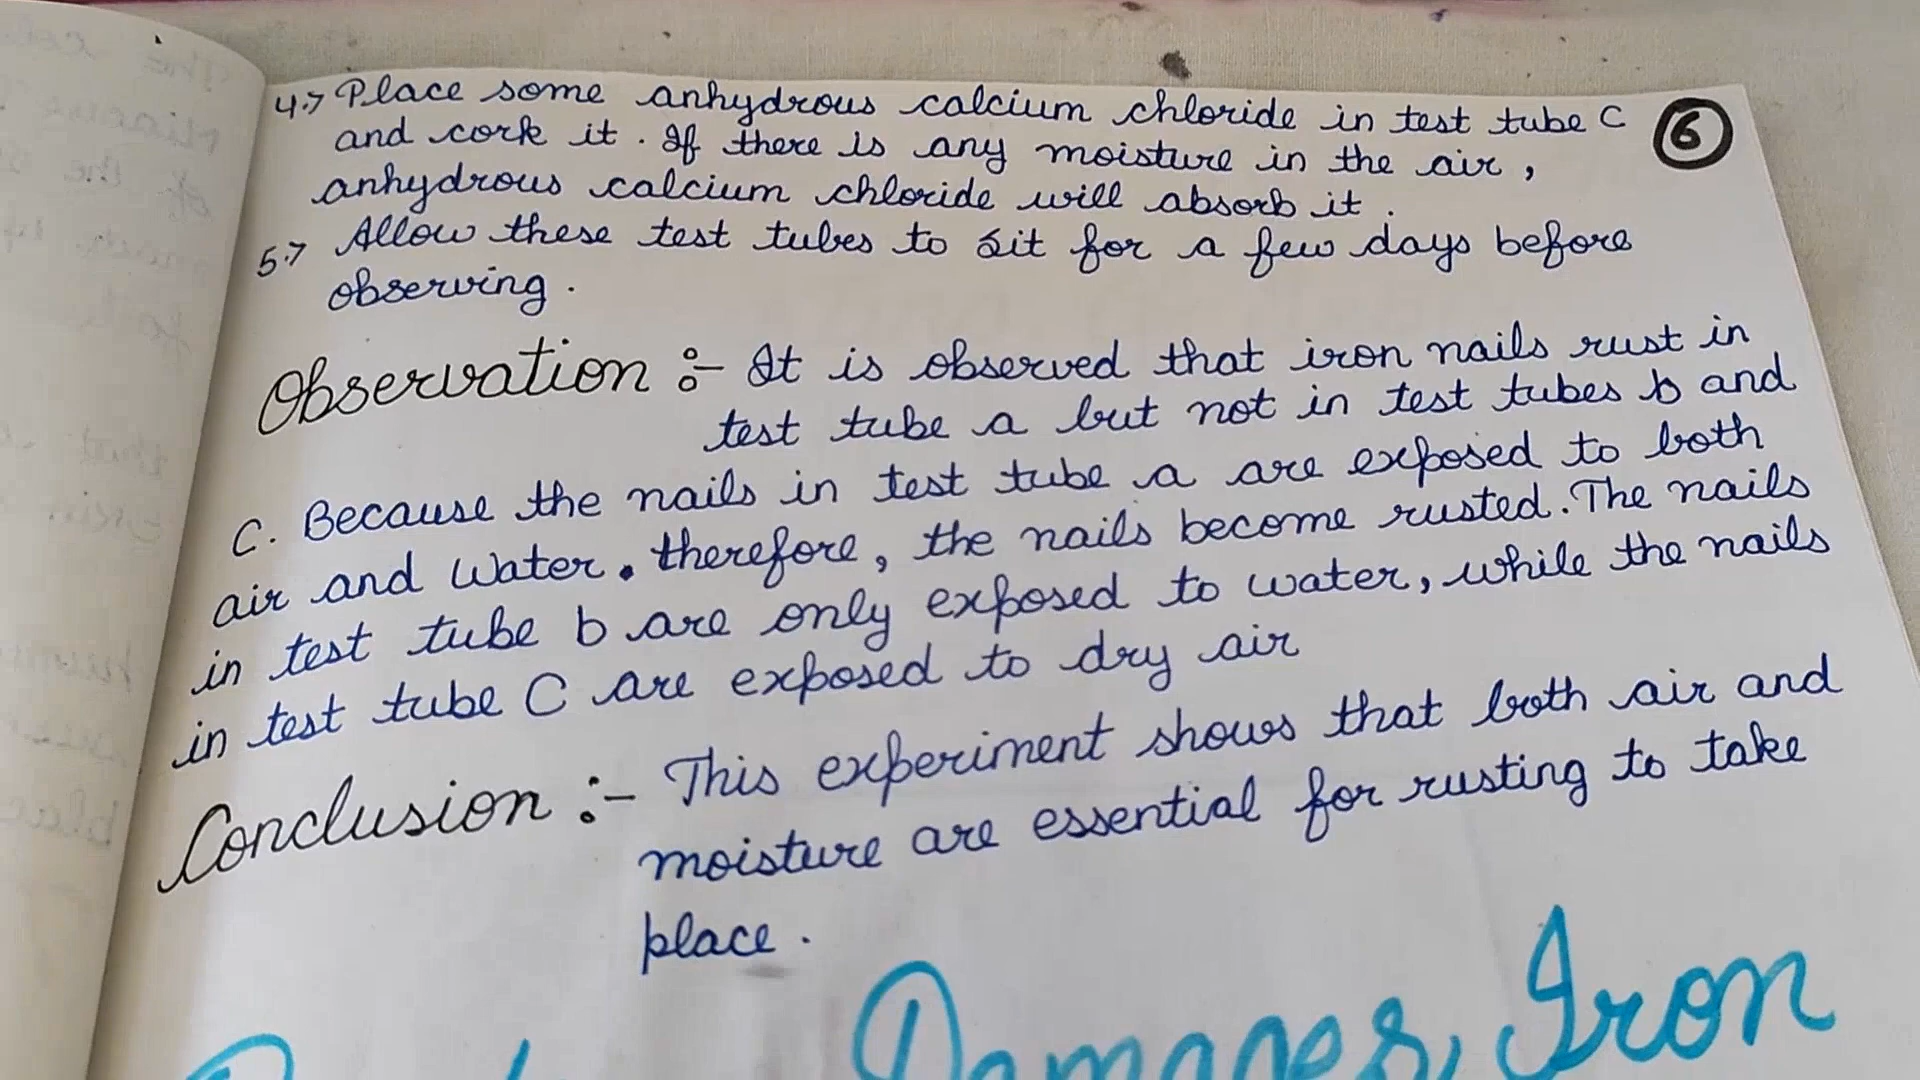 4.7 Place some anhydrous calcium chloride in test tube C
6
and cork it. If there is any moisture in the air,
anhydrous calcium chloride will absorb it.
5.7 Allow these test tubes to sit for a few days before
observing.
Observation :- It is observed that iron nails rust in
test tube a but not in test tubes b and
C. Because the nails in test tube a are exposed to both
air and Water. therefore, the nails become rusted. The nails
in test tube b are only exposed to water, while the nails
in test tube C are exposed to dry air
Conclusion :- This experiment shows that both air and
moisture are essential for rusting to take
place.
Damages Iron